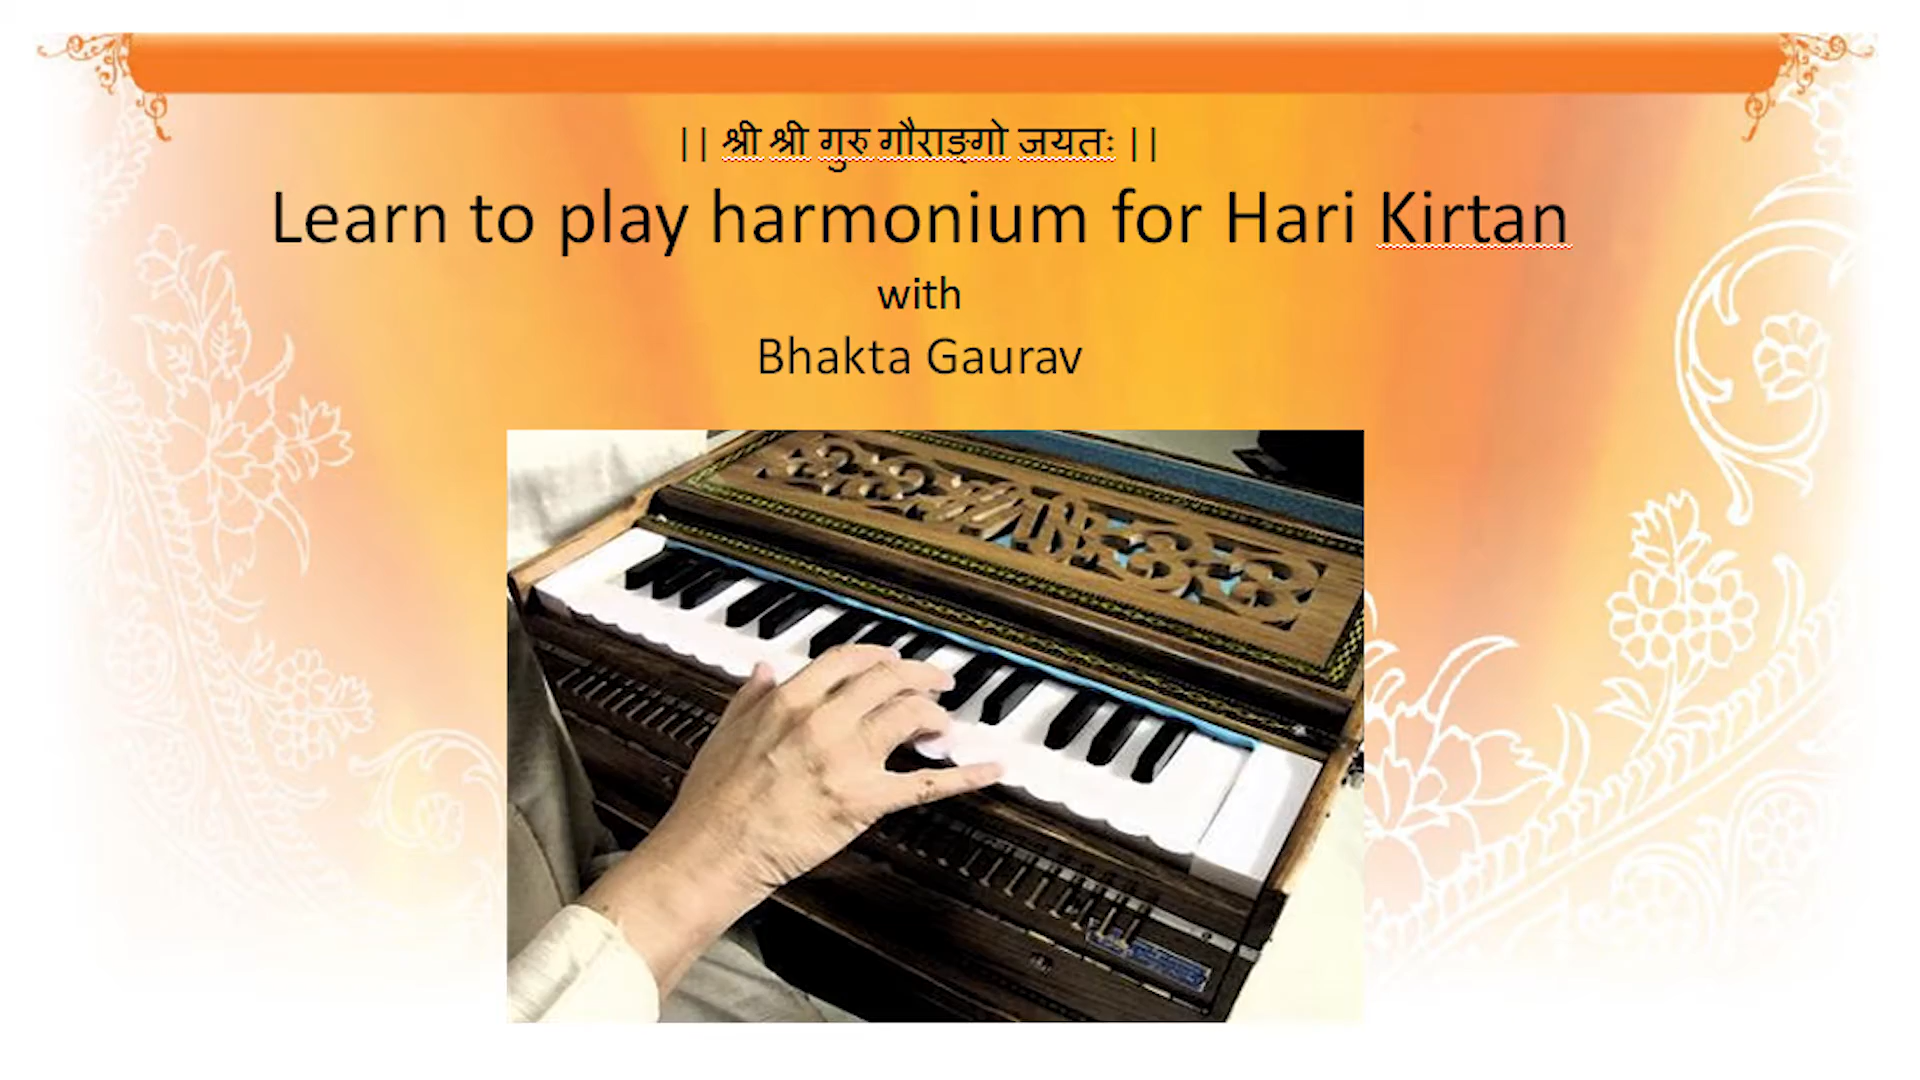 || श्री श्री गुरु गौराङ्गो जयतः ||
Learn to play harmonium for Hari Kirtan
with
Bhakta Gaurav